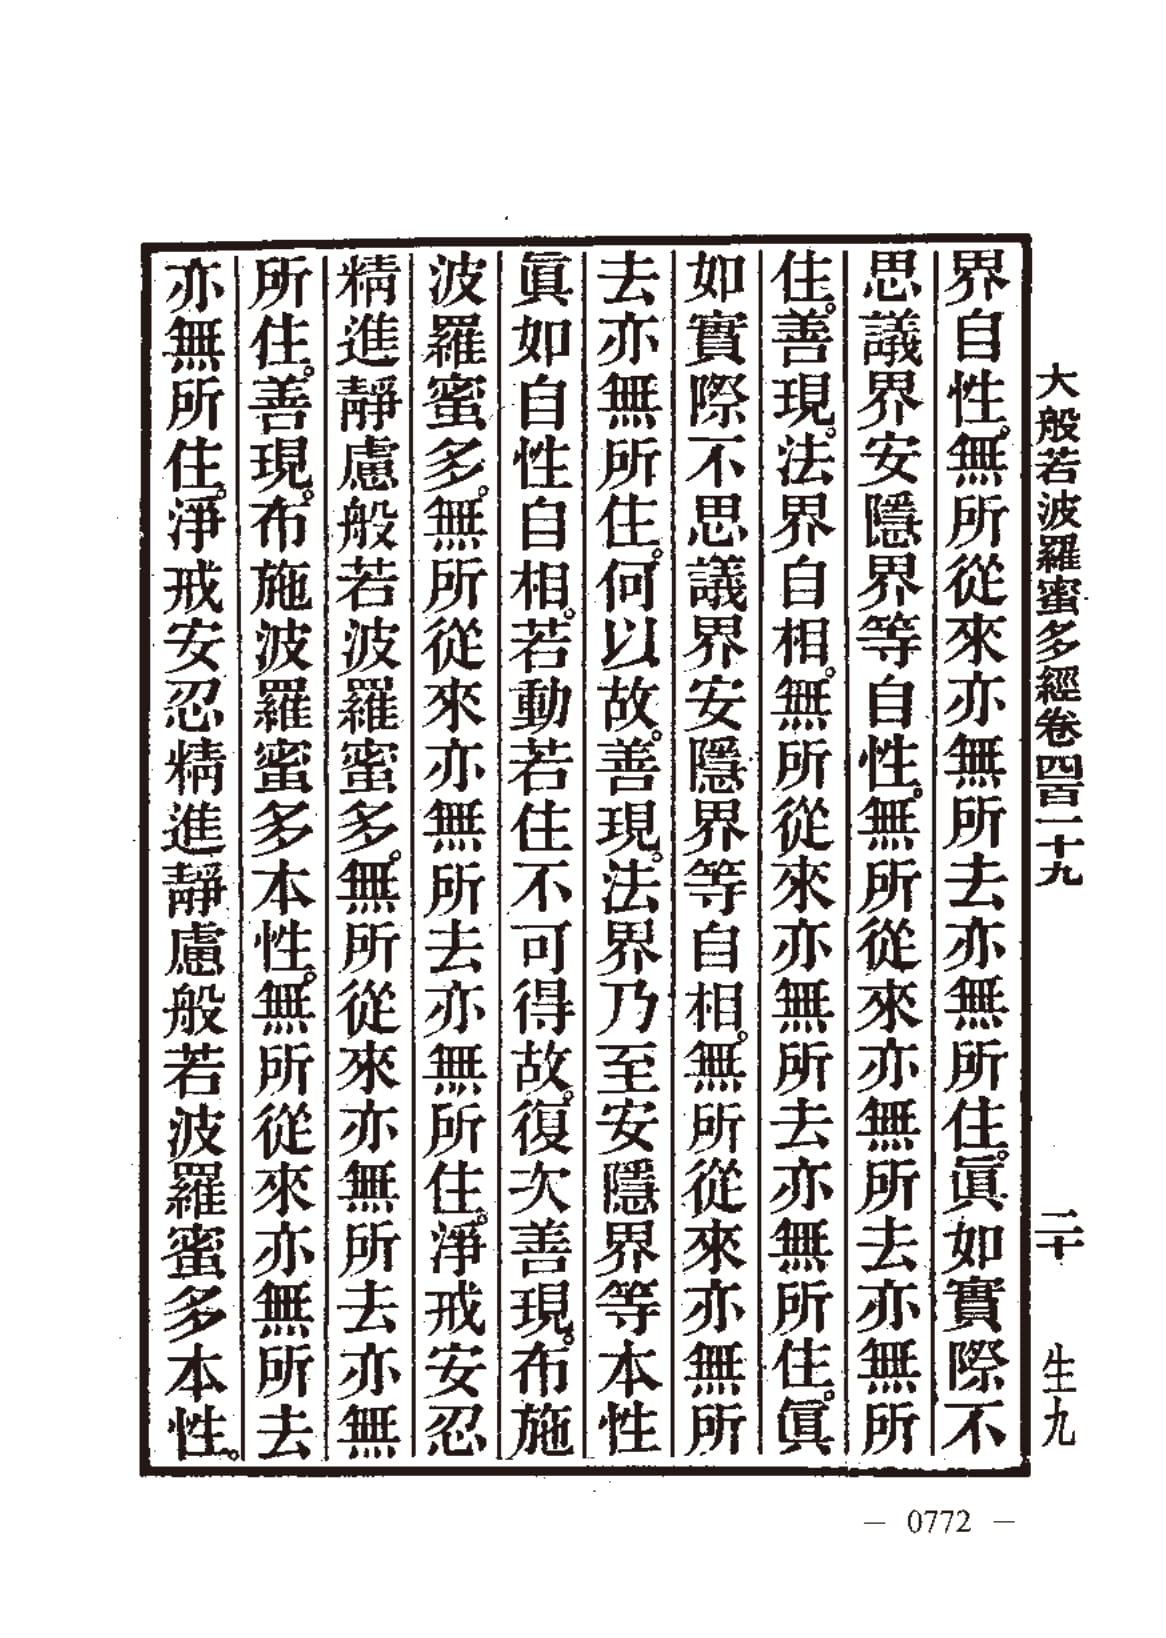 大般若波羅蜜多經卷四百一十九　二十　生九
界自性。無所從來亦無所去亦無所住。眞如實際不
思議界安隱界等自性。無所從來亦無所去亦無所
住。善現。法界自相。無所從來亦無所去亦無所住。眞
如實際不思議界安隱界等自相。無所從來亦無所
去亦無所住。何以故。善現。法界乃至安隱界等本性
眞如自性自相。若動若住不可得故。復次善現。布施
波羅蜜多。無所從來亦無所去亦無所住。淨戒安忍
精進靜慮般若波羅蜜多。無所從來亦無所去亦無
所住。善現。布施波羅蜜多本性。無所從來亦無所去
亦無所住。淨戒安忍精進靜慮般若波羅蜜多本性。
— 0772 —